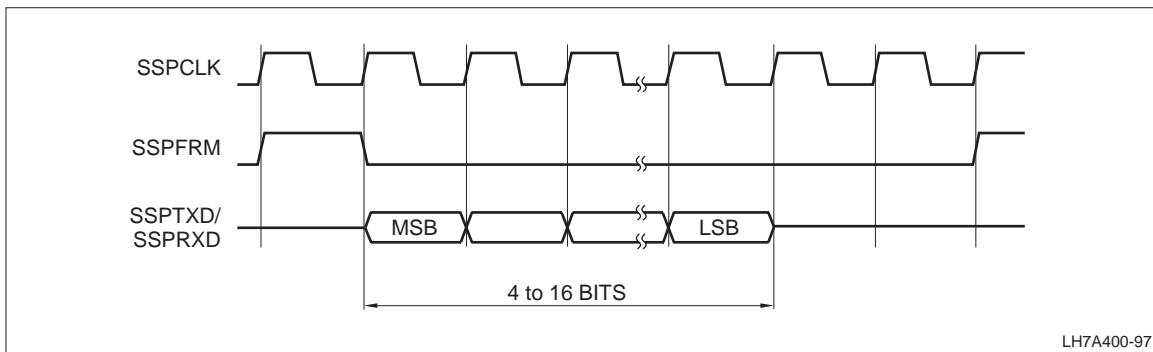 SSPCLK
SSPFRM
SSPTXD/
SSPRXD
MSB
LSB
4 to 16 BITS
LH7A400-97